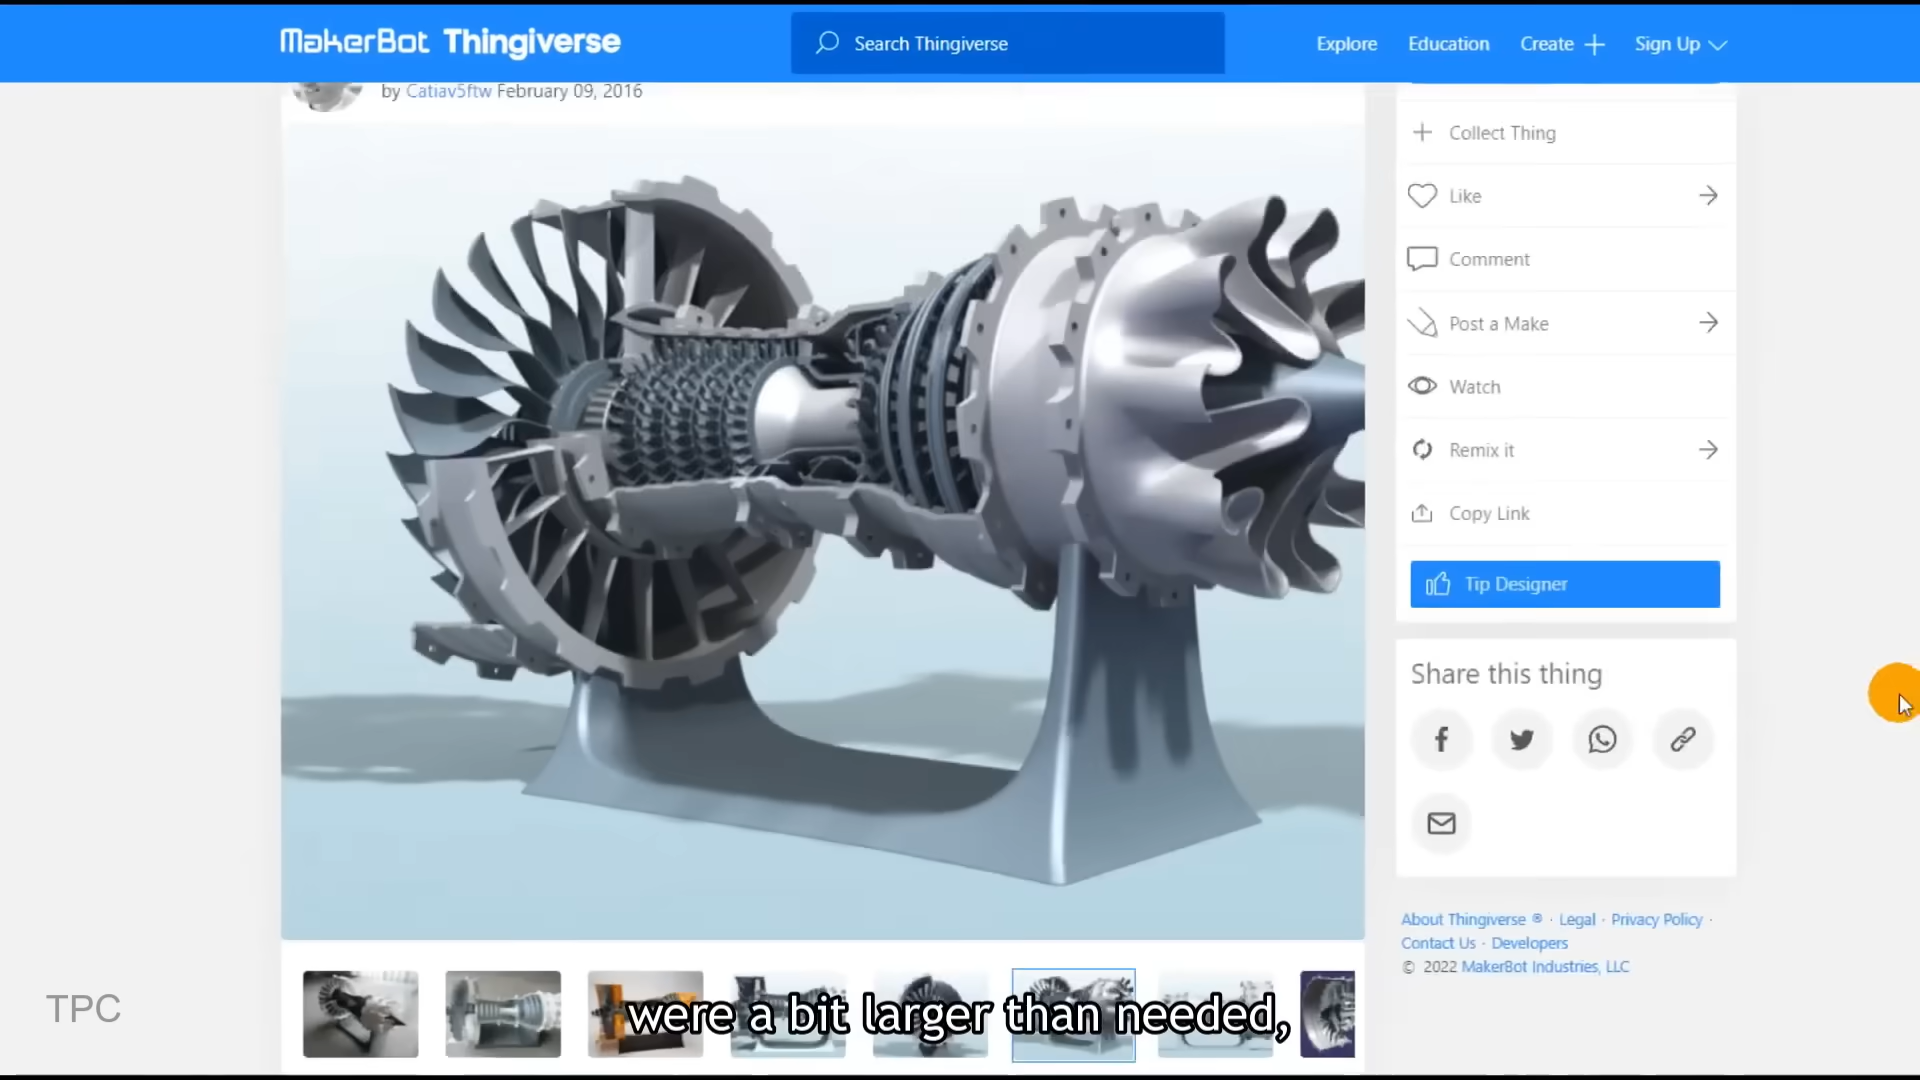 MakerBot Thingiverse
Search Thingiverse
Explore
Education
Create
Sign Up
by Catiav5ftw February 09, 2016
Collect Thing
Like
Comment
Post a Make
Watch
Remix it
Copy Link
Tip Designer
Share this thing
About Thingiverse ® · Legal · Privacy Policy ·
Contact Us · Developers
© 2022 MakerBot Industries, LLC
TPC
were a bit larger than needed,